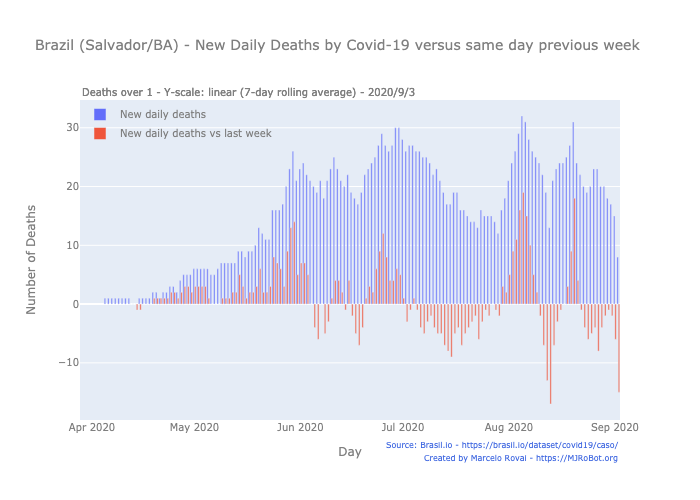 Brazil (Salvador/BA) - New Daily Deaths by Covid-19 versus same day previous week
Deaths over 1 - Y-scale: linear (7-day rolling average) - 2020/9/3
New daily deaths
New daily deaths vs last week
30
20
10
0
−10
Number of Deaths
Apr 2020 May 2020 Jun 2020 Jul 2020 Aug 2020 Sep 2020
Day
Source: Brasil.io - https://brasil.io/dataset/covid19/caso/
Created by Marcelo Rovai - https://MJRoBot.org